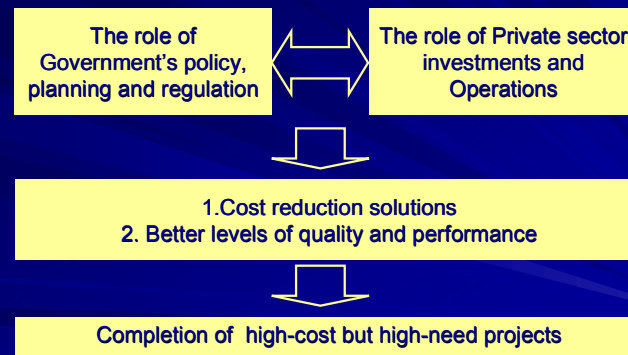 The role of
Government's policy,
planning and regulation
The role of Private sector
investments and
Operations
1.Cost reduction solutions
2. Better levels of quality and performance
Completion of high-cost but high-need projects